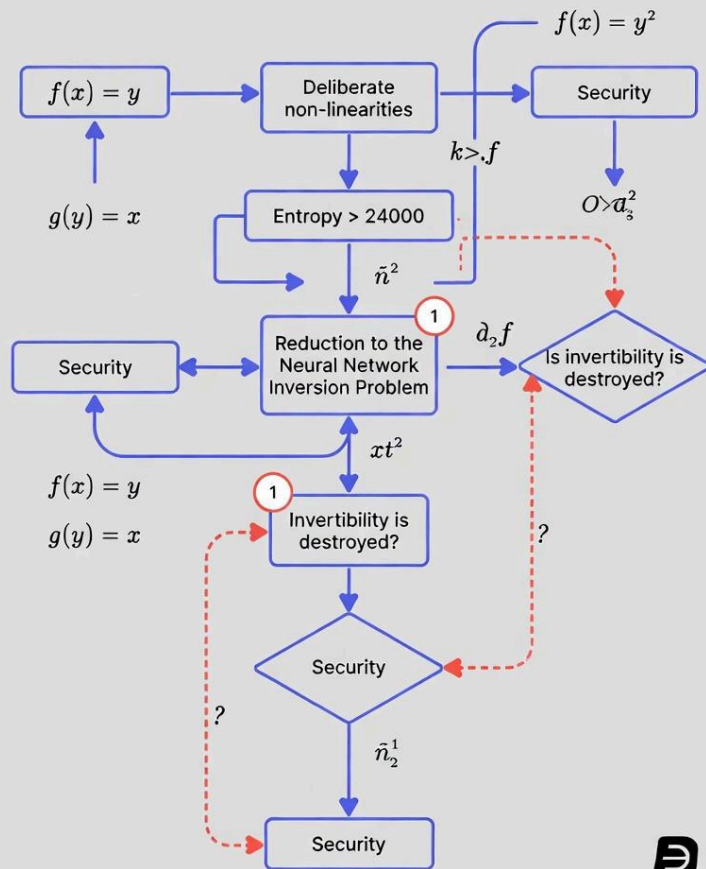 f(x) = y²
f(x) = y
Deliberate
non-linearities
Security
k>.f
g(y) = x
Entropy > 24000
ñ²
1
Reduction to the
Neural Network
Inversion Problem
Security
∂₂f
Is invertibility is
destroyed?
xt²
f(x) = y
g(y) = x
1
Invertibility is
destroyed?
?
Security
?
ñ₂¹
Security